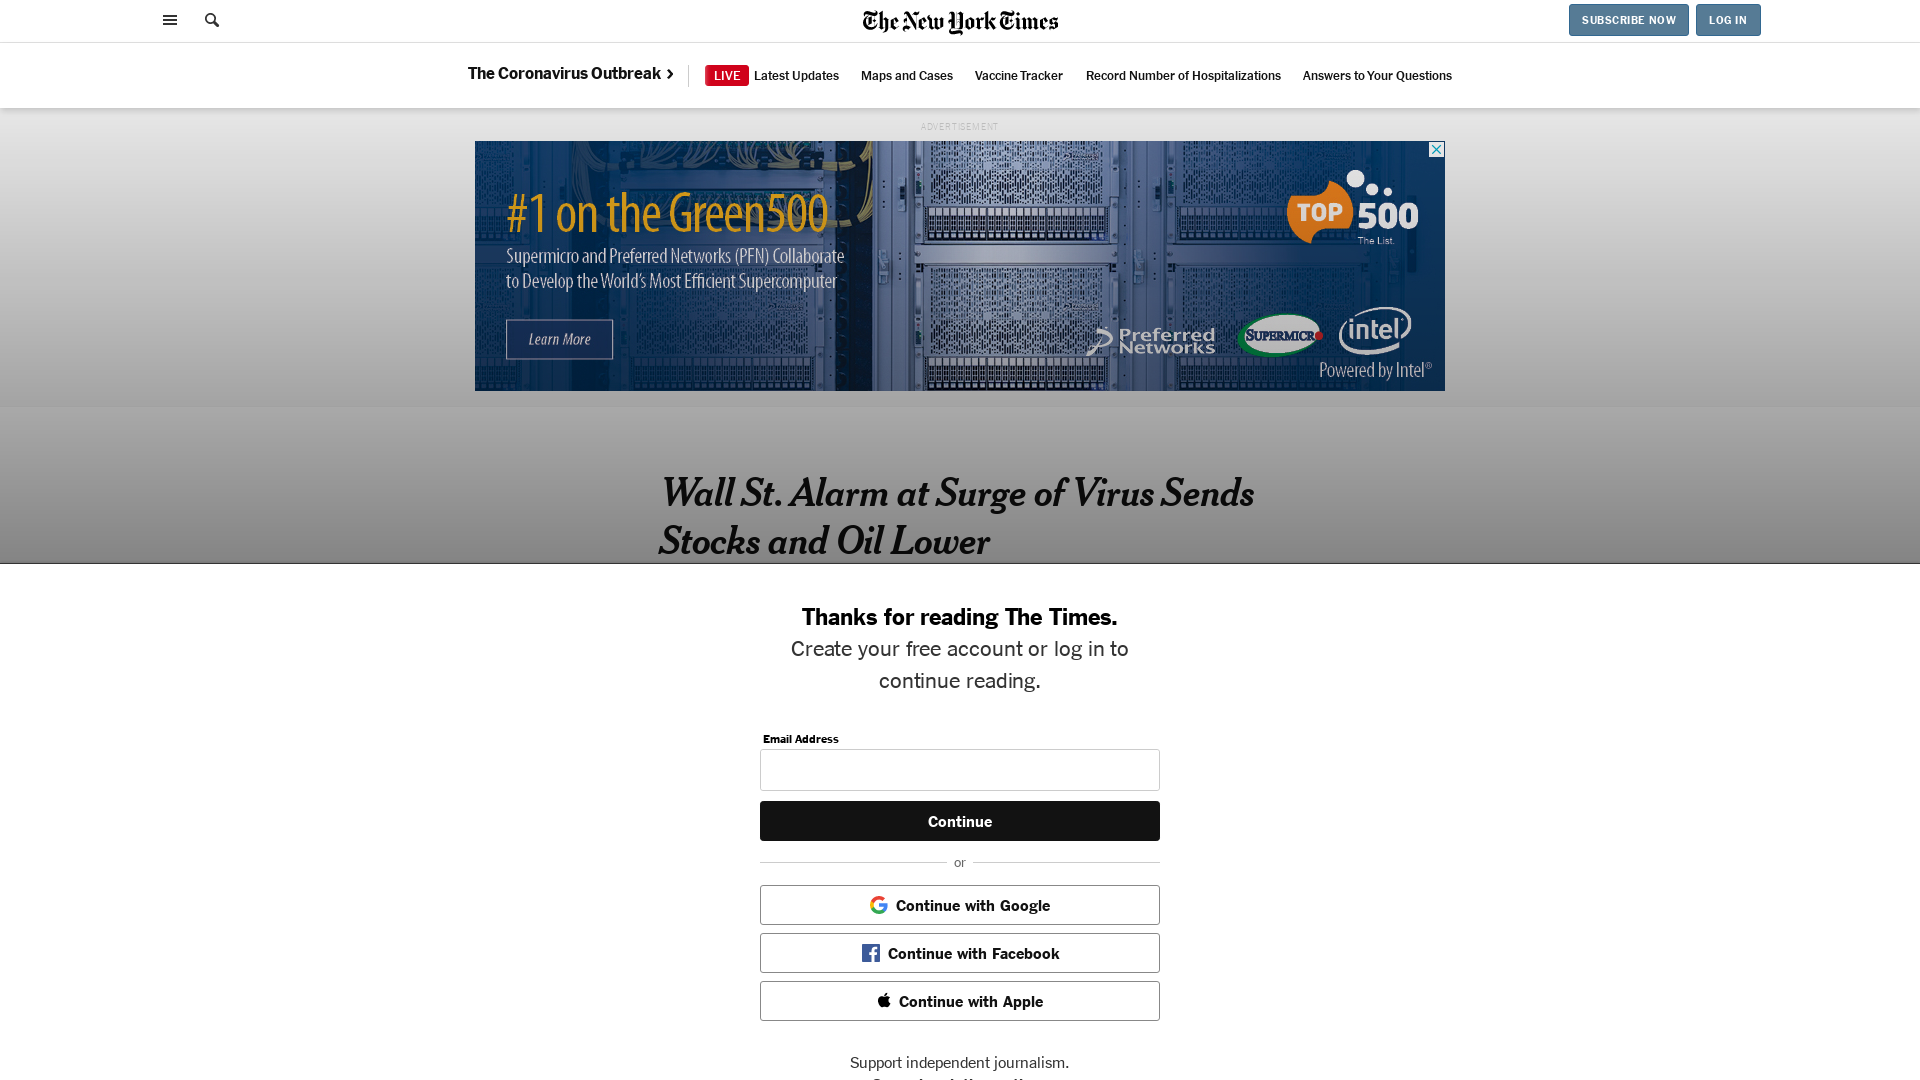 The New York Times
SUBSCRIBE NOW
LOG IN
The Coronavirus Outbreak
LIVE Latest Updates
Maps and Cases
Vaccine Tracker
Record Number of Hospitalizations
Answers to Your Questions
ADVERTISEMENT
#1 on the Green500
Supermicro and Preferred Networks (PFN) Collaborate
to Develop the World's Most Efficient Supercomputer
Learn More
TOP 500
The List.
Preferred
Networks
SUPERMICR
intel
Powered by Intel®
Wall St. Alarm at Surge of Virus Sends
Stocks and Oil Lower
Thanks for reading The Times.
Create your free account or log in to
continue reading.
Email Address
Continue
or
Continue with Google
Continue with Facebook
Continue with Apple
Support independent journalism.